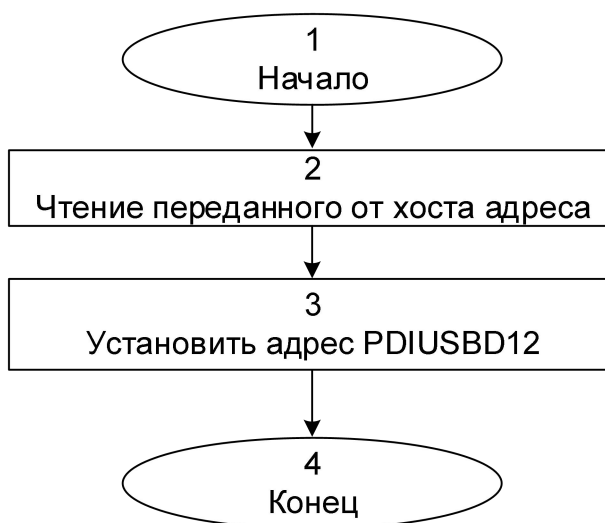 1
Начало
2
Чтение переданного от хоста адреса
3
Установить адрес PDIUSBD12
4
Конец